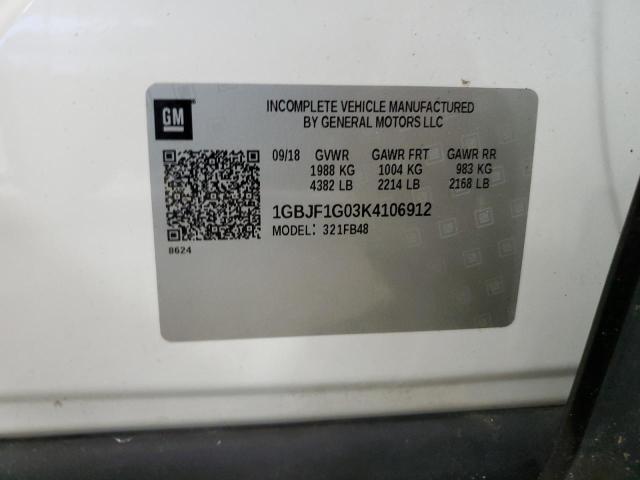 GM
INCOMPLETE VEHICLE MANUFACTURED
BY GENERAL MOTORS LLC
09/18 GVWR GAWR FRT GAWR RR
1988 KG 1004 KG 983 KG
4382 LB 2214 LB 2168 LB
1GBJF1G03K4106912
MODEL: 321FB48
8624